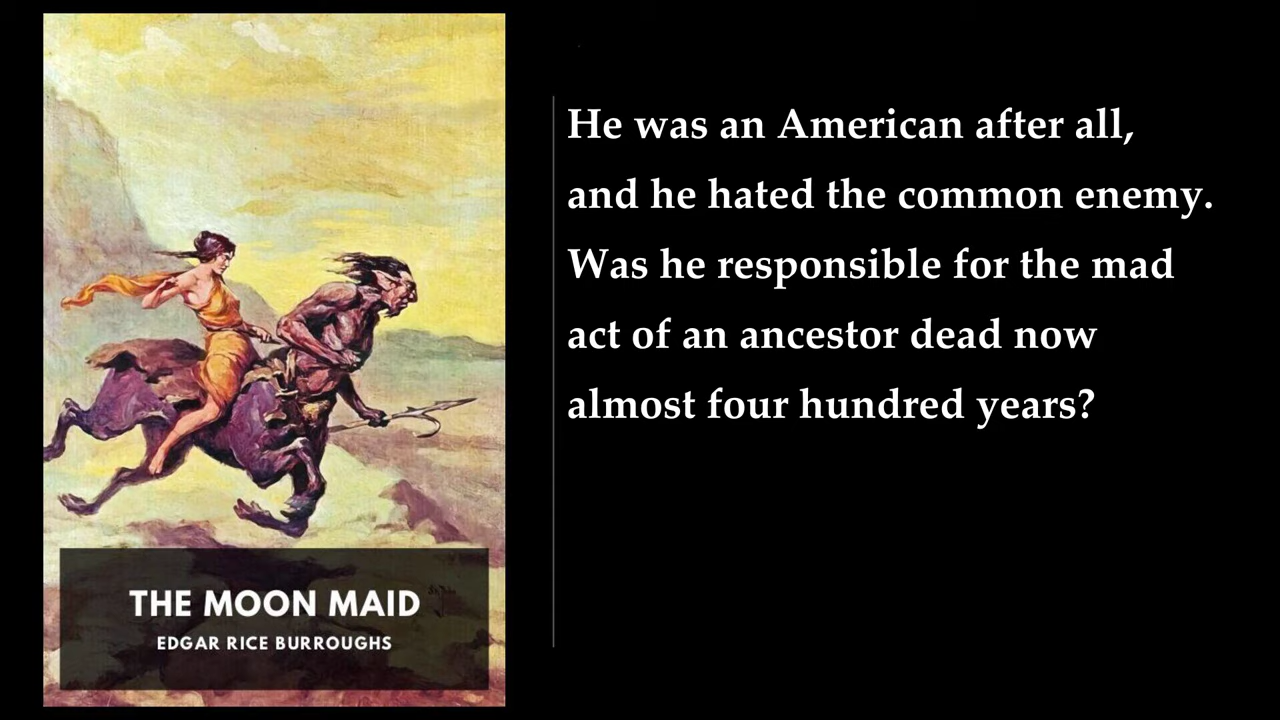 He was an American after all,
and he hated the common enemy.
Was he responsible for the mad
act of an ancestor dead now
almost four hundred years?
THE MOON MAID
EDGAR RICE BURROUGHS